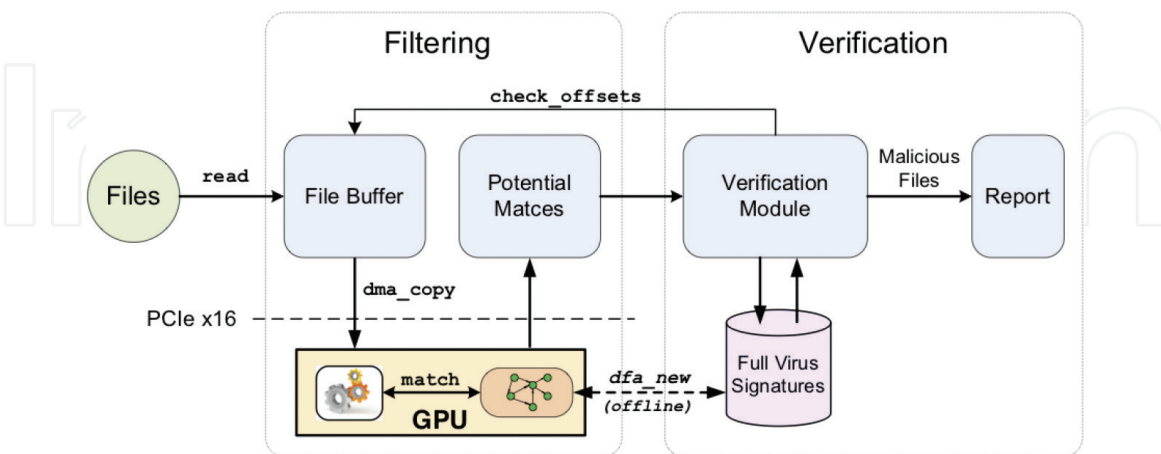 Filtering
Verification
check_offsets
Files
read
File Buffer
Potential
Matces
Verification
Module
Malicious
Files
Report
dma_copy
PCIe x16
match
GPU
dfa_new
(offline)
Full Virus
Signatures